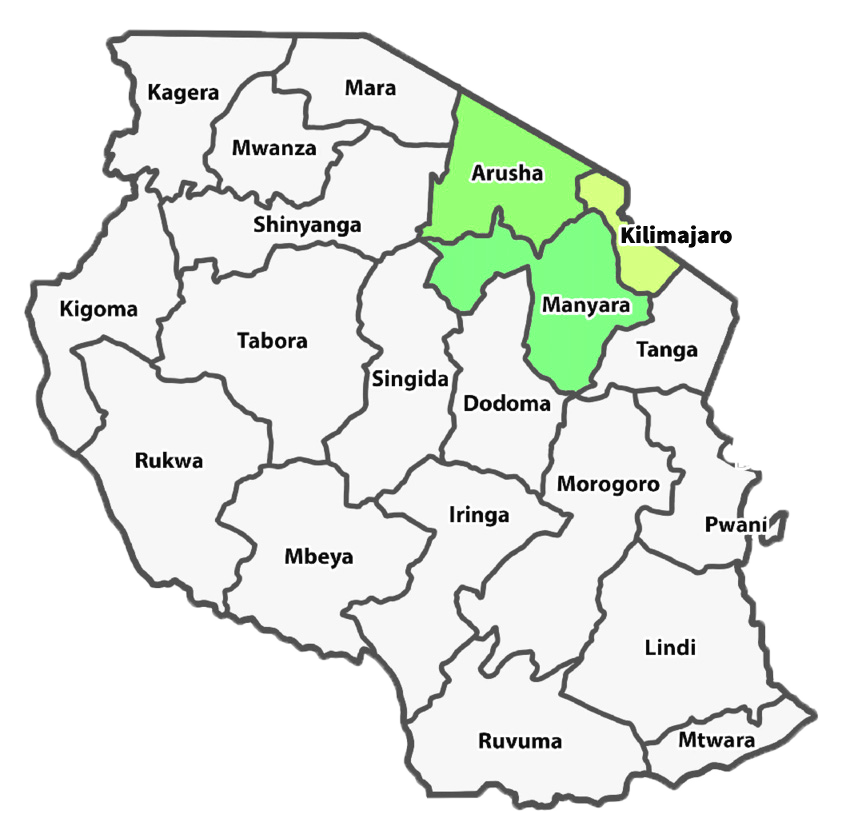 Kagera
Mara
Mwanza
Arusha
Shinyanga
Kilimajaro
Kigoma
Manyara
Tabora
Tanga
Singida
Dodoma
Rukwa
Morogoro
Iringa
Pwani
Mbeya
Lindi
Ruvuma
Mtwara